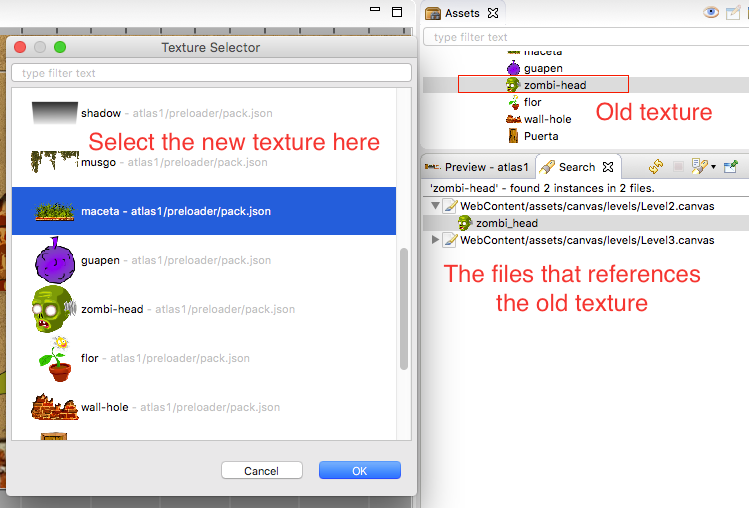 Texture Selector
type filter text
shadow - atlas1/preloader/pack.json
Select the new texture here
musgo - atlas1/preloader/pack.json
maceta - atlas1/preloader/pack.json
guapen - atlas1/preloader/pack.json
zombi-head - atlas1/preloader/pack.json
flor - atlas1/preloader/pack.json
wall-hole - atlas1/preloader/pack.json
Cancel
OK
Assets
type filter text
maceta
guapen
zombi-head
flor
Old texture
wall-hole
Puerta
Preview - atlas1
Search
'zombi-head' - found 2 instances in 2 files.
WebContent/assets/canvas/levels/Level2.canvas
zombi_head
WebContent/assets/canvas/levels/Level3.canvas
The files that references
the old texture